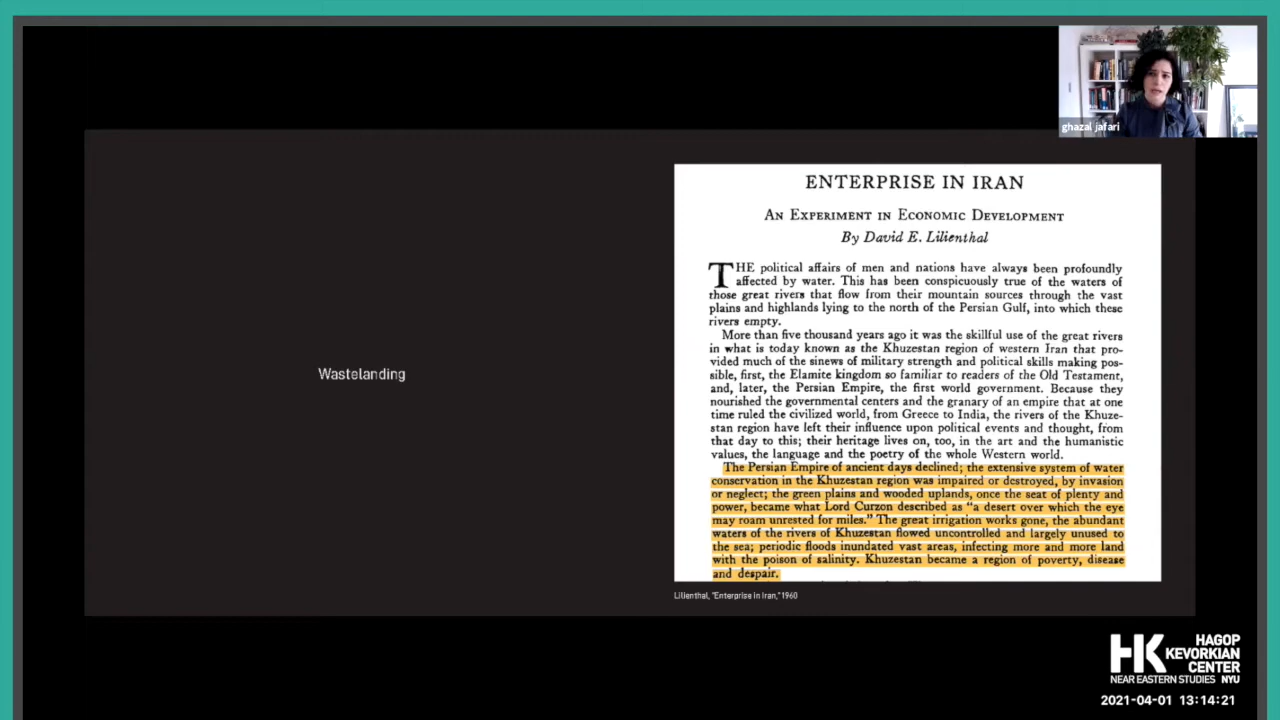 ghazal jafari
Wastelanding
ENTERPRISE IN IRAN
AN EXPERIMENT IN ECONOMIC DEVELOPMENT
By David E. Lilienthal
THE political affairs of men and nations have always been profoundly
affected by water. This has been conspicuously true of the waters of
those great rivers that flow from their mountain sources through the vast
plains and highlands lying to the north of the Persian Gulf, into which these
rivers empty.
More than five thousand years ago it was the skillful use of the great rivers
in what is today known as the Khuzestan region of western Iran that pro-
vided much of the sinews of military strength and political skills making pos-
sible, first, the Elamite kingdom so familiar to readers of the Old Testament,
and, later, the Persian Empire, the first world government. Because they
nourished the governmental centers and the granary of an empire that at one
time ruled the civilized world, from Greece to India, the rivers of the Khuze-
stan region have left their influence upon political events and thought, from
that day to this; their heritage lives on, too, in the art and the humanistic
values, the language and the poetry of the whole Western world.
The Persian Empire of ancient days declined; the extensive system of water
conservation in the Khuzestan region was impaired or destroyed, by invasion
or neglect; the green plains and wooded uplands, once the seat of plenty and
power, became what Lord Curzon described as “a desert over which the eye
may roam unrested for miles.” The great irrigation works gone, the abundant
waters of the rivers of Khuzestan flowed uncontrolled and largely unused to
the sea; periodic floods inundated vast areas, infecting more and more land
with the poison of salinity. Khuzestan became a region of poverty, disease
and despair.
Lilienthal, "Enterprise in Iran," 1960
HK HAGOP
KEVORKIAN
CENTER
NEAR EASTERN STUDIES NYU
2021-04-01 13:14:21